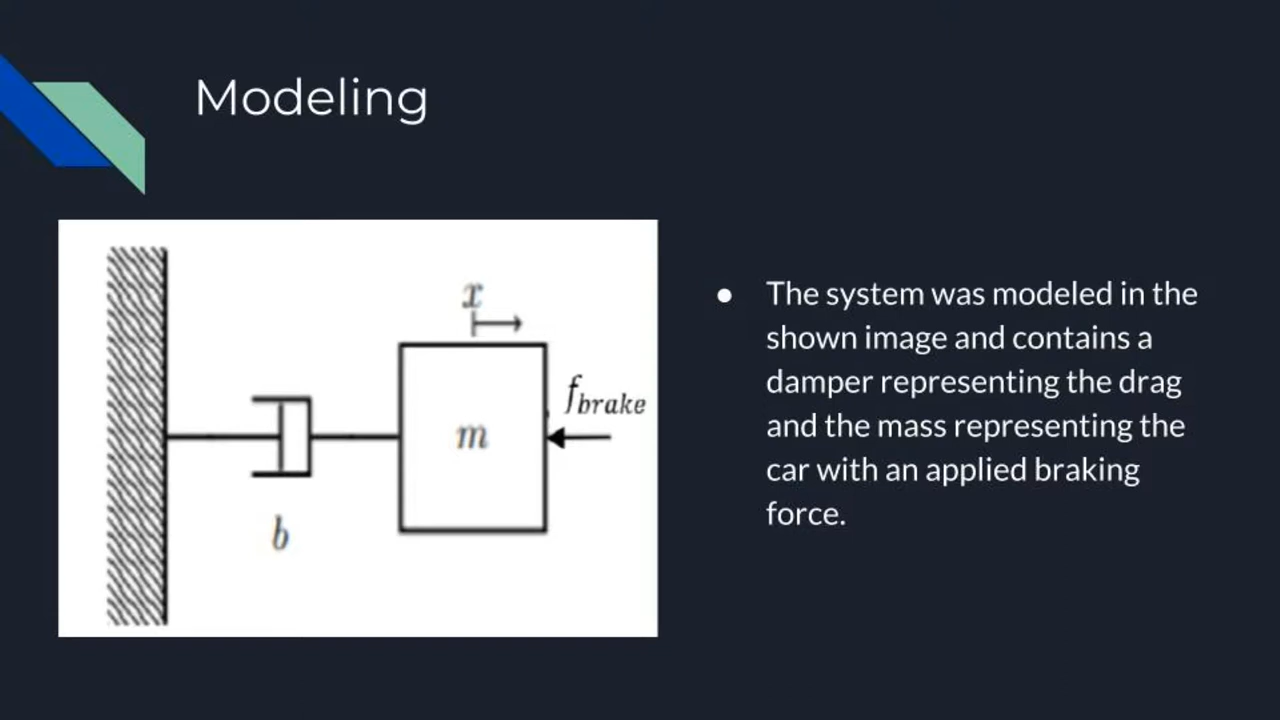 Modeling
x
f_brake
m
b
● The system was modeled in the
shown image and contains a
damper representing the drag
and the mass representing the
car with an applied braking
force.